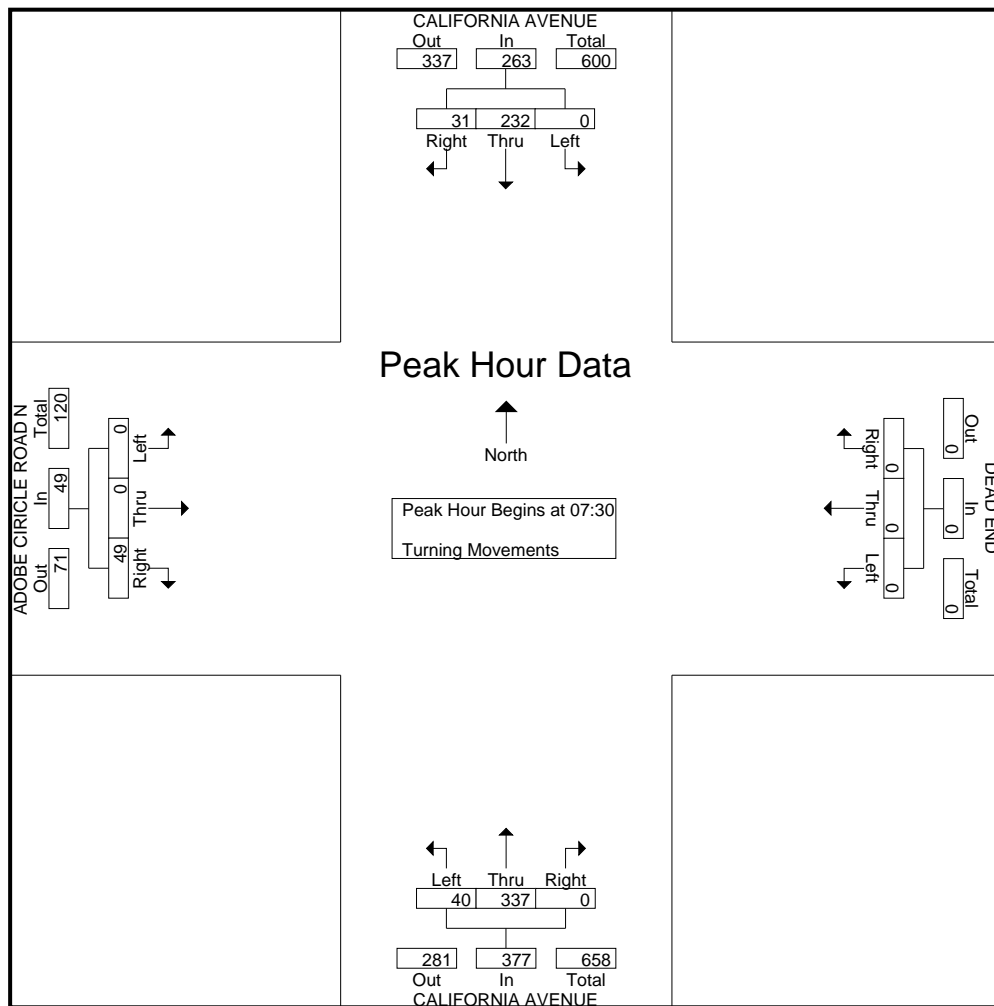 CALIFORNIA AVENUE
Out In Total
337 263 600
31 232 0
Right Thru Left
Peak Hour Data
North
Peak Hour Begins at 07:30
Turning Movements
ADOBE CIRICLE ROAD N
Out In Total
71 49 120
49 0 0
Right Thru Left
DEAD END
Out In Total
0 0 0
0 0 0
Right Thru Left
Left Thru Right
40 337 0
281 377 658
Out In Total
CALIFORNIA AVENUE